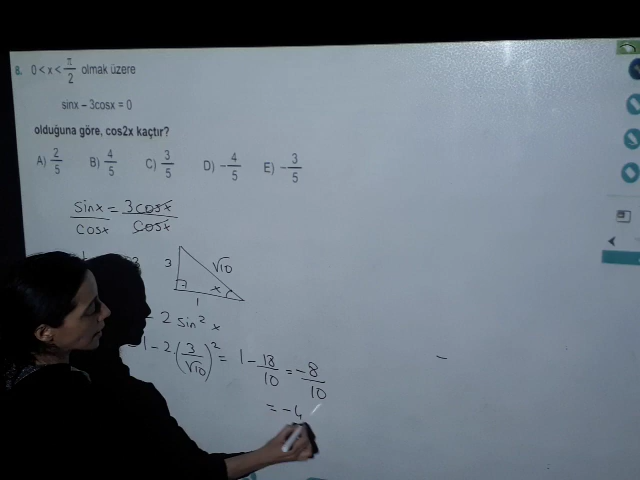 8. 0 < x < π/2 olmak üzere
sinx – 3cosx = 0
olduğuna göre, cos2x kaçtır?
A) 2/5 B) 4/5 C) 3/5 D) –4/5 E) –3/5
sinx/cosx = 3cosx/cosx
3 √10
x
1
2 sin² x
1 – 2·(3/√10)² = 1 – 18/10 = –8/10
= –4